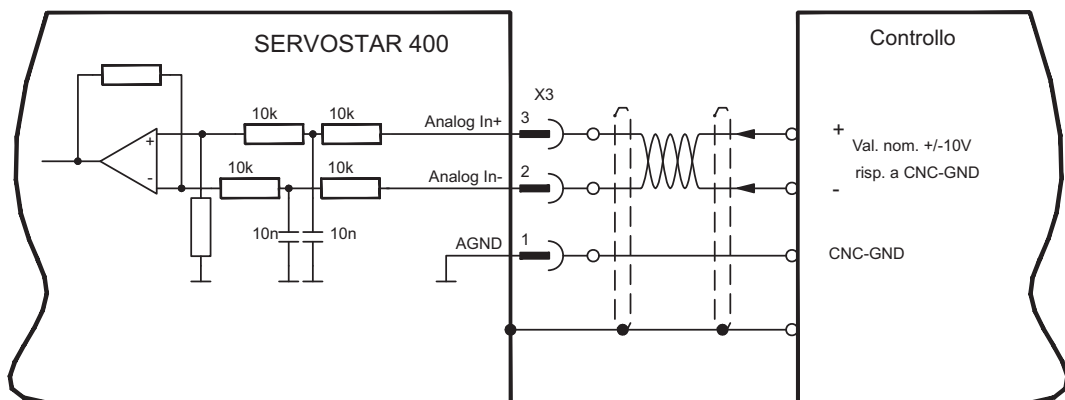 SERVOSTAR 400
Controllo
X3
10k
10k
Analog In+
3
+
+
Val. nom. +/-10V
risp. a CNC-GND
-
-
10k
10k
Analog In-
2
10n
10n
AGND
1
CNC-GND